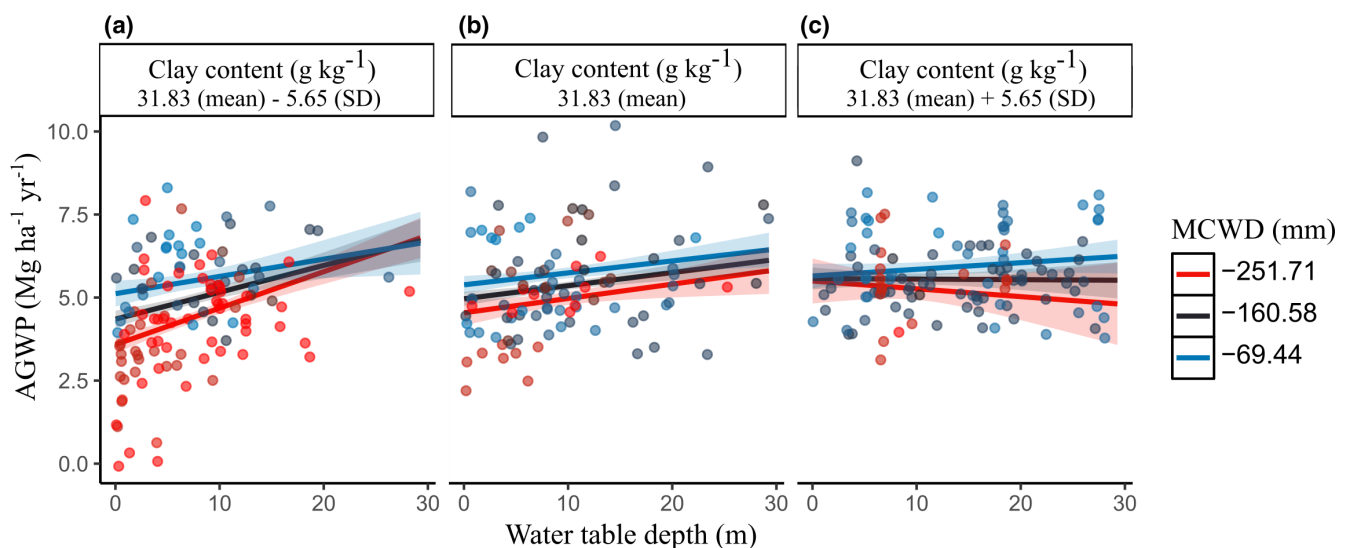 (a)
(b)
(c)
Clay content (g kg⁻¹)
31.83 (mean) - 5.65 (SD)
Clay content (g kg⁻¹)
31.83 (mean)
Clay content (g kg⁻¹)
31.83 (mean) + 5.65 (SD)
AGWP (Mg ha⁻¹ yr⁻¹)
10.0
7.5
5.0
2.5
0.0
0
10
20
30
0
10
20
30
0
10
20
30
Water table depth (m)
MCWD (mm)
−251.71
−160.58
−69.44